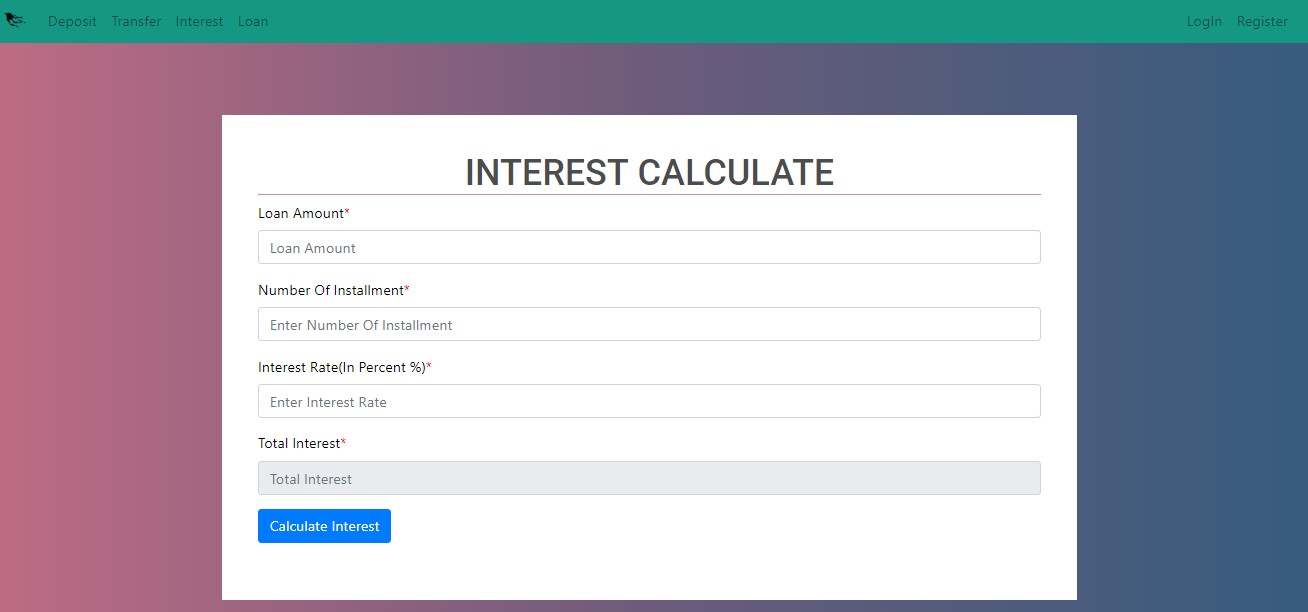 Deposit Transfer Interest Loan LogIn Register
INTEREST CALCULATE
Loan Amount*
Loan Amount
Number Of Installment*
Enter Number Of Installment
Interest Rate(In Percent %)*
Enter Interest Rate
Total Interest*
Total Interest
Calculate Interest